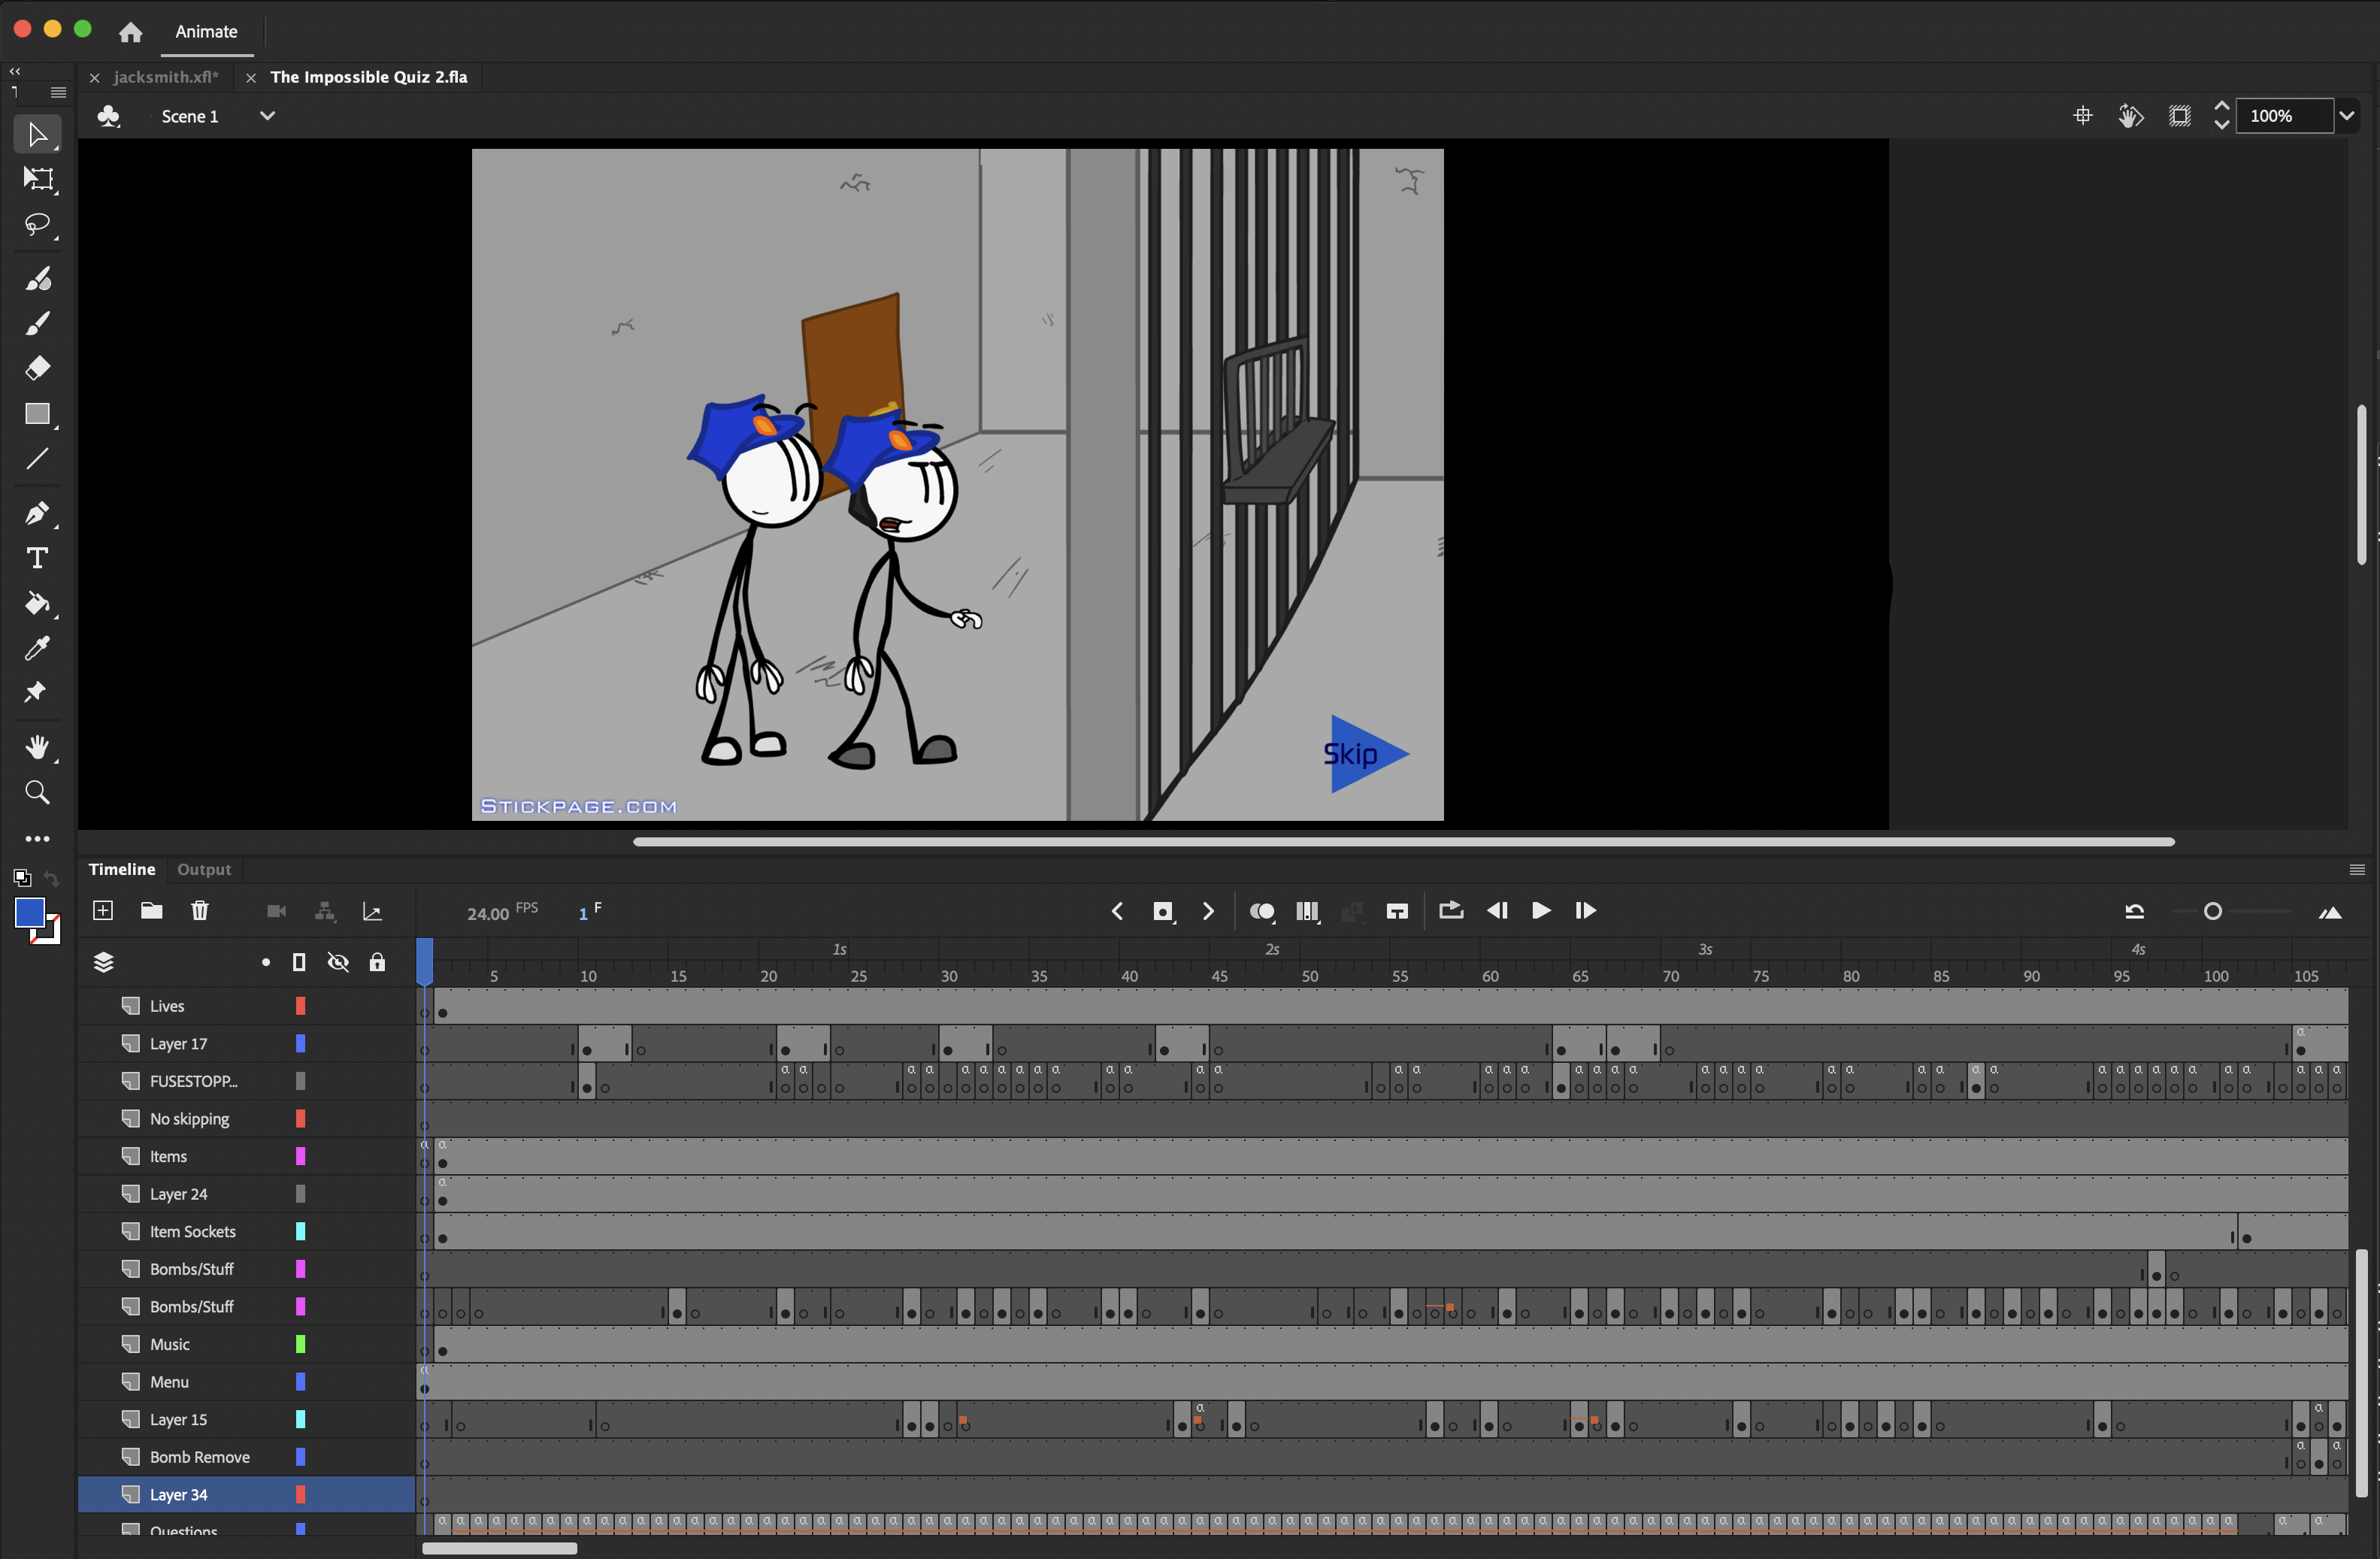 Animate
jacksmith.xfl*
The Impossible Quiz 2.fla
Scene 1
100%
Skip
STICKPAGE.COM
Timeline
Output
24.00 FPS
1 F
1s
2s
3s
4s
5
10
15
20
25
30
35
40
45
50
55
60
65
70
75
80
85
90
95
100
105
Lives
Layer 17
FUSESTOPP...
No skipping
Items
Layer 24
Item Sockets
Bombs/Stuff
Bombs/Stuff
Music
Menu
Layer 15
Bomb Remove
Layer 34
Questions